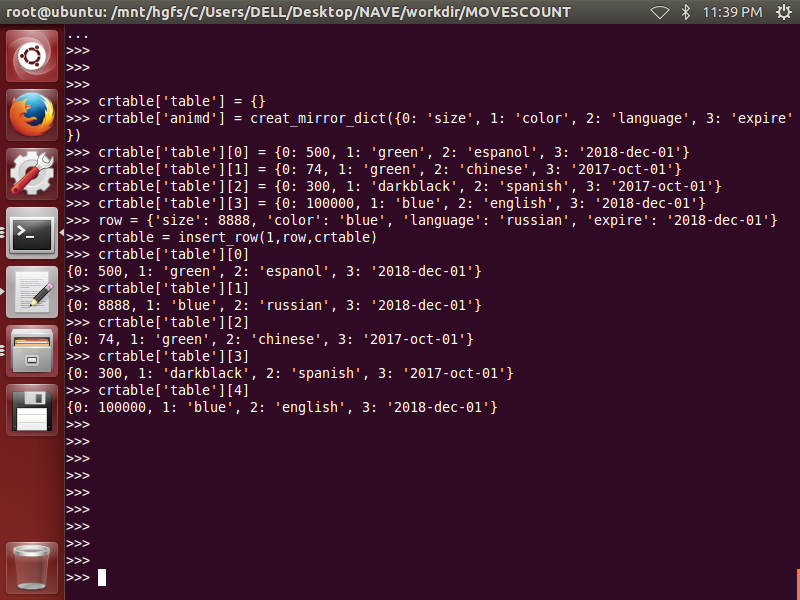 root@ubuntu: /mnt/hgfs/C/Users/DELL/Desktop/NAVE/workdir/MOVESCOUNT 11:39 PM
...
>>>
>>>
>>>
>>> crtable['table'] = {}
>>> crtable['animd'] = creat_mirror_dict({0: 'size', 1: 'color', 2: 'language', 3: 'expire'
})
>>> crtable['table'][0] = {0: 500, 1: 'green', 2: 'espanol', 3: '2018-dec-01'}
>>> crtable['table'][1] = {0: 74, 1: 'green', 2: 'chinese', 3: '2017-oct-01'}
>>> crtable['table'][2] = {0: 300, 1: 'darkblack', 2: 'spanish', 3: '2017-oct-01'}
>>> crtable['table'][3] = {0: 100000, 1: 'blue', 2: 'english', 3: '2018-dec-01'}
>>> row = {'size': 8888, 'color': 'blue', 'language': 'russian', 'expire': '2018-dec-01'}
>>> crtable = insert_row(1,row,crtable)
>>> crtable['table'][0]
{0: 500, 1: 'green', 2: 'espanol', 3: '2018-dec-01'}
>>> crtable['table'][1]
{0: 8888, 1: 'blue', 2: 'russian', 3: '2018-dec-01'}
>>> crtable['table'][2]
{0: 74, 1: 'green', 2: 'chinese', 3: '2017-oct-01'}
>>> crtable['table'][3]
{0: 300, 1: 'darkblack', 2: 'spanish', 3: '2017-oct-01'}
>>> crtable['table'][4]
{0: 100000, 1: 'blue', 2: 'english', 3: '2018-dec-01'}
>>>
>>>
>>>
>>>
>>>
>>>
>>>
>>>
>>>
>>>